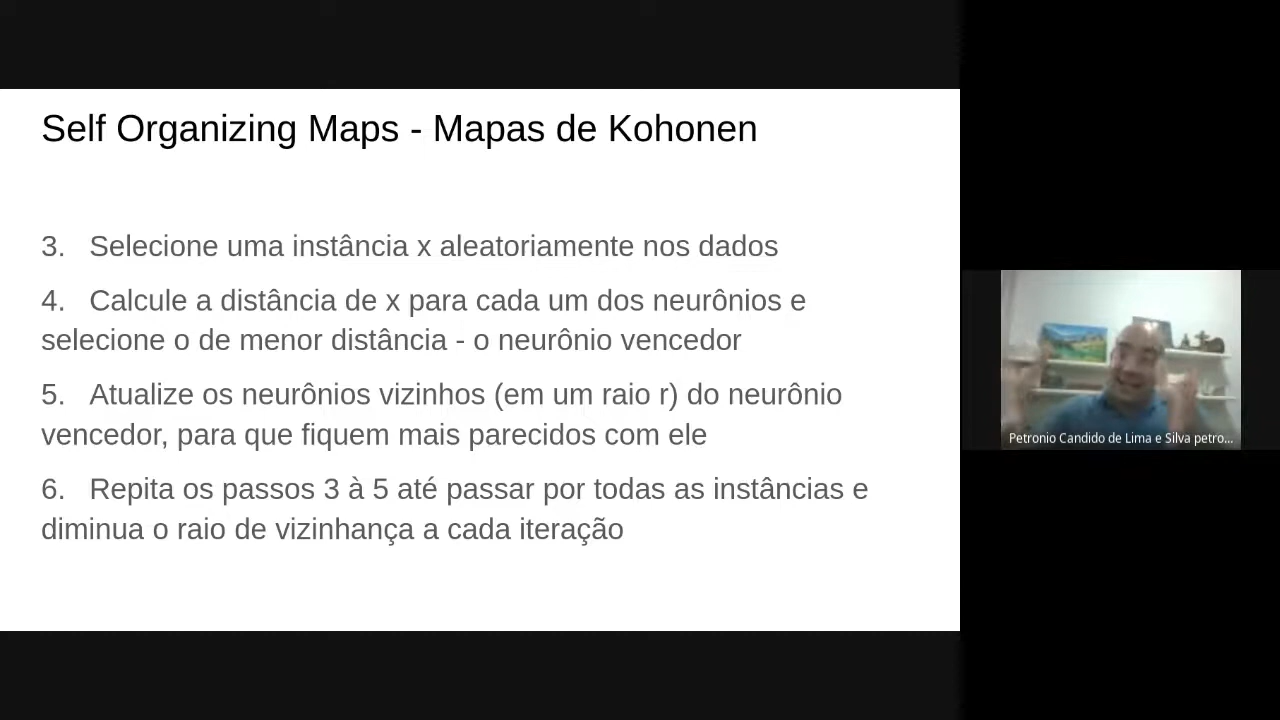 Self Organizing Maps - Mapas de Kohonen
3. Selecione uma instância x aleatoriamente nos dados
4. Calcule a distância de x para cada um dos neurônios e
selecione o de menor distância - o neurônio vencedor
5. Atualize os neurônios vizinhos (em um raio r) do neurônio
vencedor, para que fiquem mais parecidos com ele
6. Repita os passos 3 à 5 até passar por todas as instâncias e
diminua o raio de vizinhança a cada iteração
Petronio Candido de Lima e Silva petro...